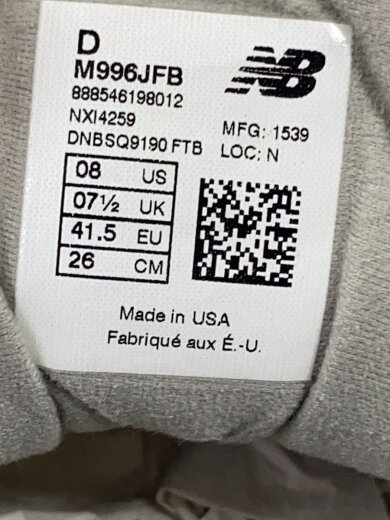 D
M996JFB
888546198012
NXI4259
DNBSQ9190 FTB
NB
MFG: 1539
LOC: N
08 US
07½ UK
41.5 EU
26 CM
Made in USA
Fabriqué aux É.-U.